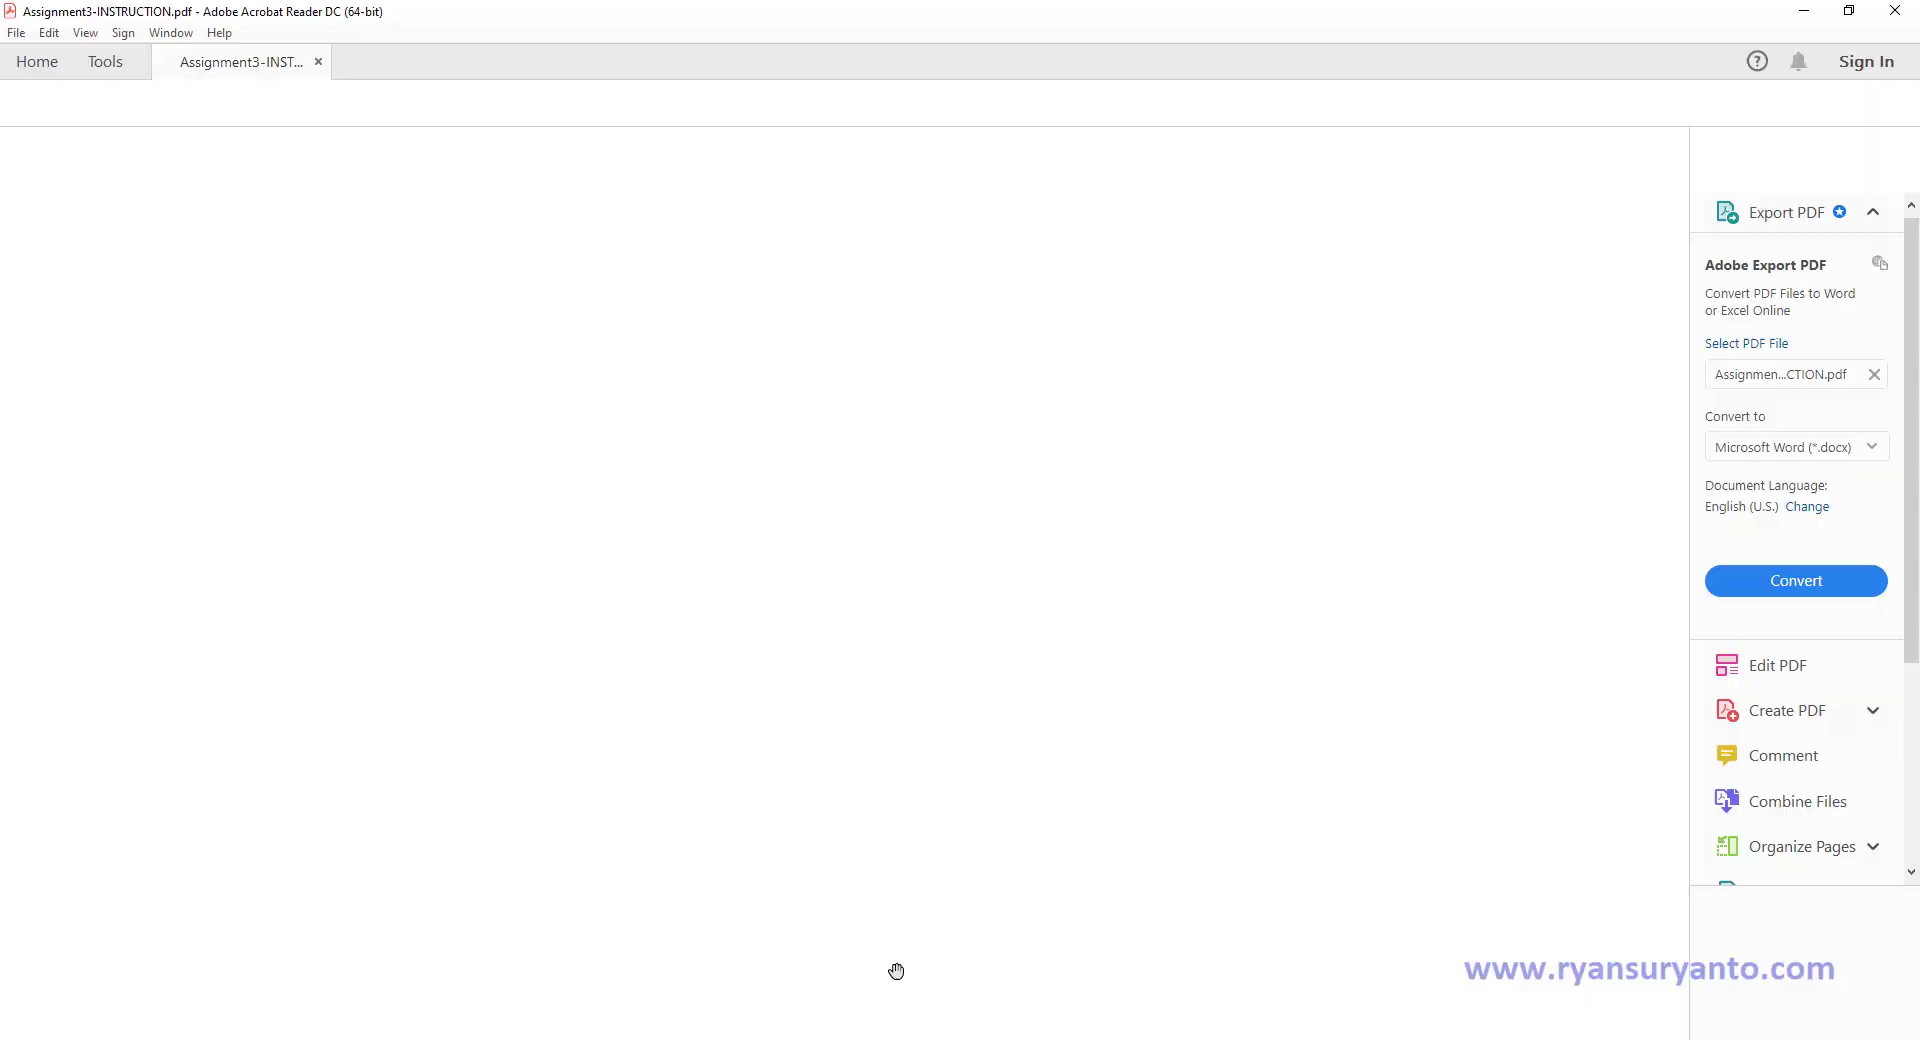 Assignment3-INSTRUCTION.pdf - Adobe Acrobat Reader DC (64-bit)
File Edit View Sign Window Help
Home Tools Assignment3-INST... Sign In
Export PDF
Adobe Export PDF
Convert PDF Files to Word
or Excel Online
Select PDF File
Assignmen...CTION.pdf
Convert to
Microsoft Word (*.docx)
Document Language:
English (U.S.) Change
Convert
Edit PDF
Create PDF
Comment
Combine Files
Organize Pages
www.ryansuryanto.com